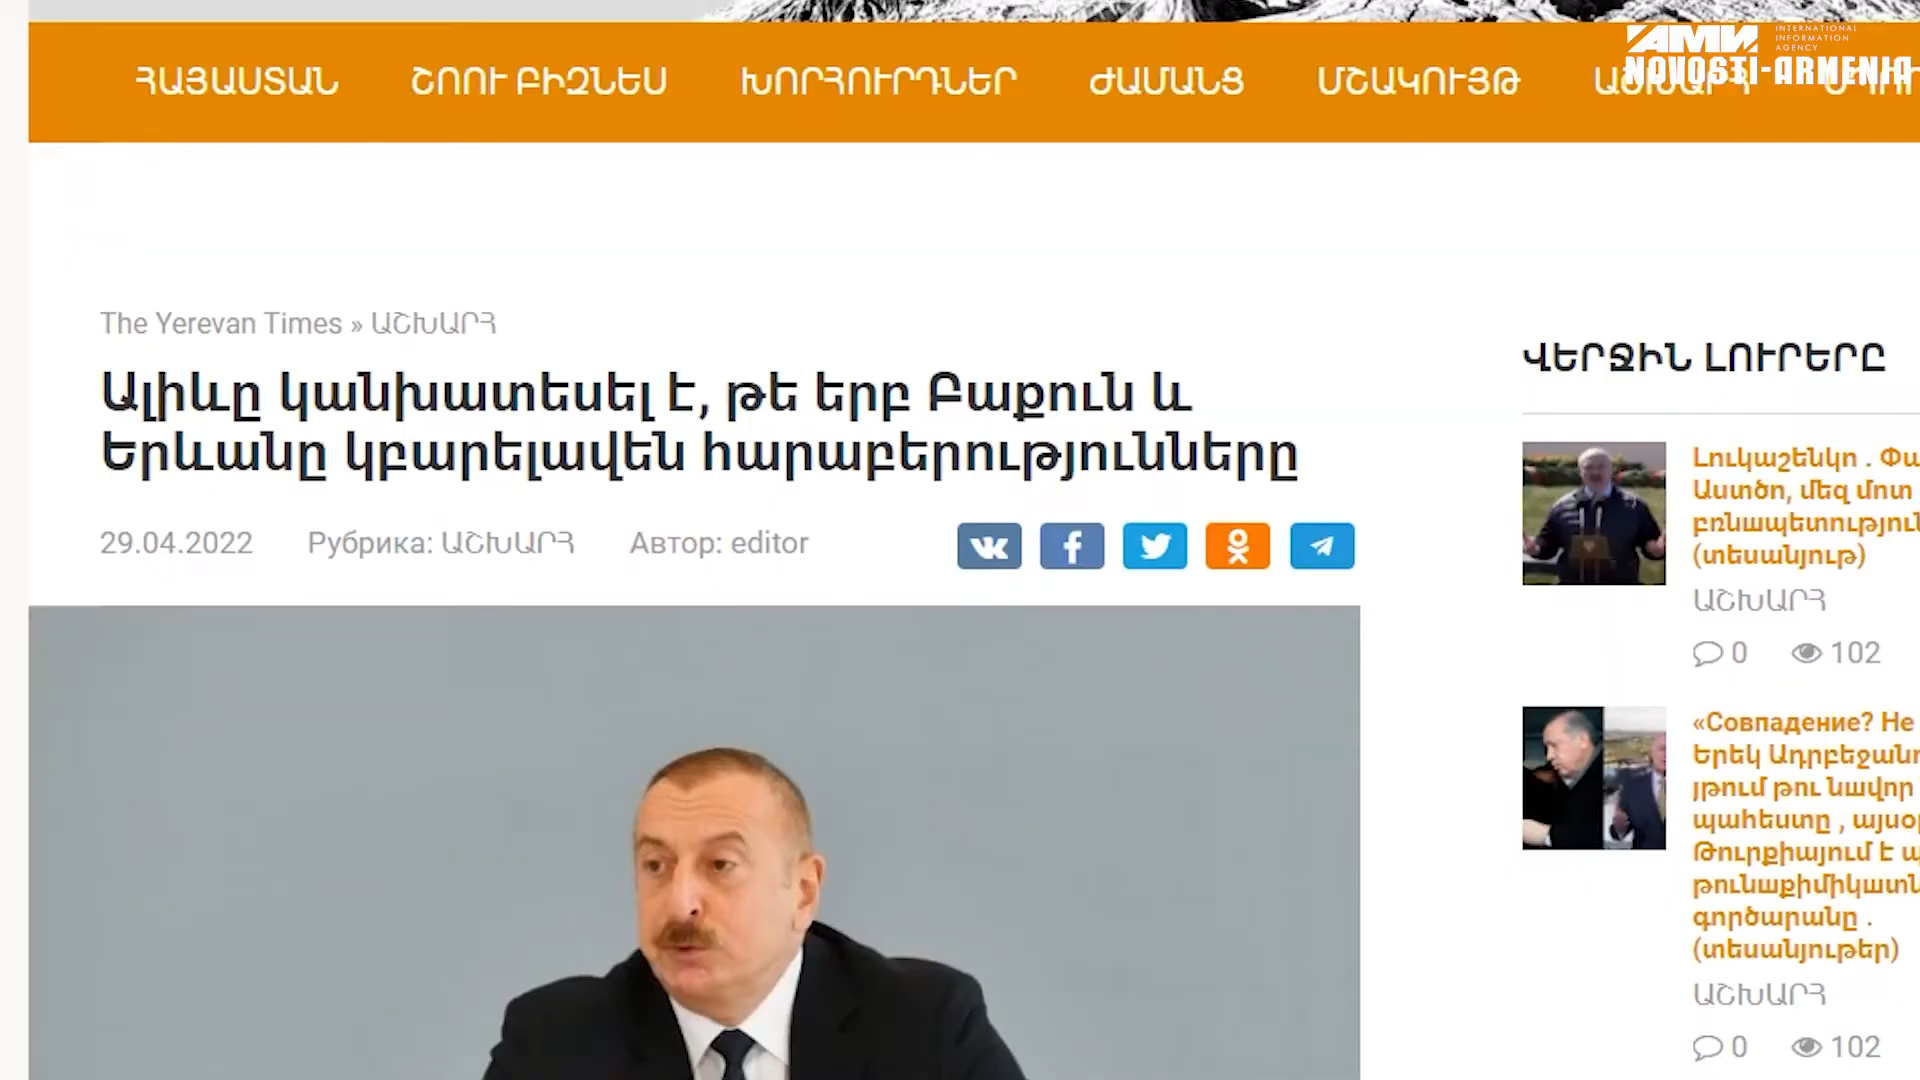 ՀԱՅԱՍՏԱՆ ՇՈՈՒ ԲԻԶՆԵՍ ԽՈՐՀՈՒՐԴՆԵՐ ԺԱՄԱՆՑ ՄՇԱԿՈՒՅԹ ԱՇԽԱՐՀ
АМИ INTERNATIONAL INFORMATION AGENCY
NOVOSTI-ARMENIA
The Yerevan Times » ԱՇԽԱՐՀ
Ալիևը կանխատեսել է, թե երբ Բաքուն և
Երևանը կբարելավեն հարաբերությունները
29.04.2022 Рубрика: ԱՇԽԱՐՀ Автор: editor
ՎԵՐՋԻՆ ԼՈՒՐԵՐԸ
Լուկաշենկո . Փա
Աստծո, մեզ մոտ
բռնապետություն
(տեսանյութ)
ԱՇԽԱՐՀ
0 102
«Совпадение? Не
Երեկ Ադրբեջանո
յթում թու նավոր
պահեստը , այսօր
Թուրքիայում է պ
թունաքիմիկատն
գործարանը .
(տեսանյութեր)
ԱՇԽԱՐՀ
0 102